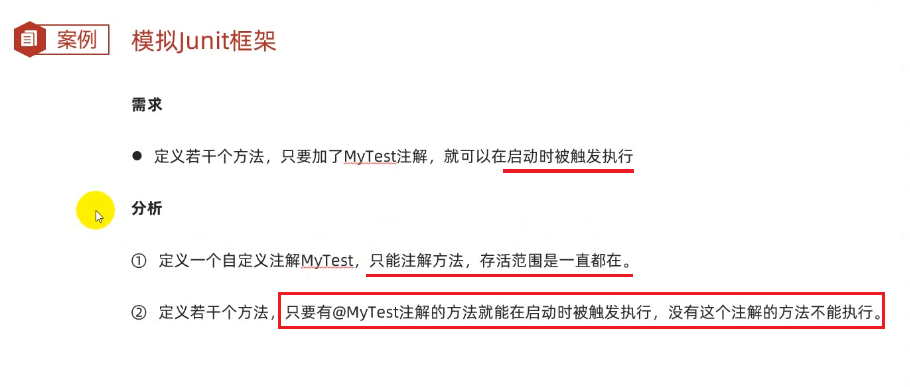 案例
模拟Junit框架
需求
● 定义若干个方法，只要加了MyTest注解，就可以在启动时被触发执行
分析
① 定义一个自定义注解MyTest，只能注解方法，存活范围是一直都在。
② 定义若干个方法，只要有@MyTest注解的方法就能在启动时被触发执行，没有这个注解的方法不能执行。